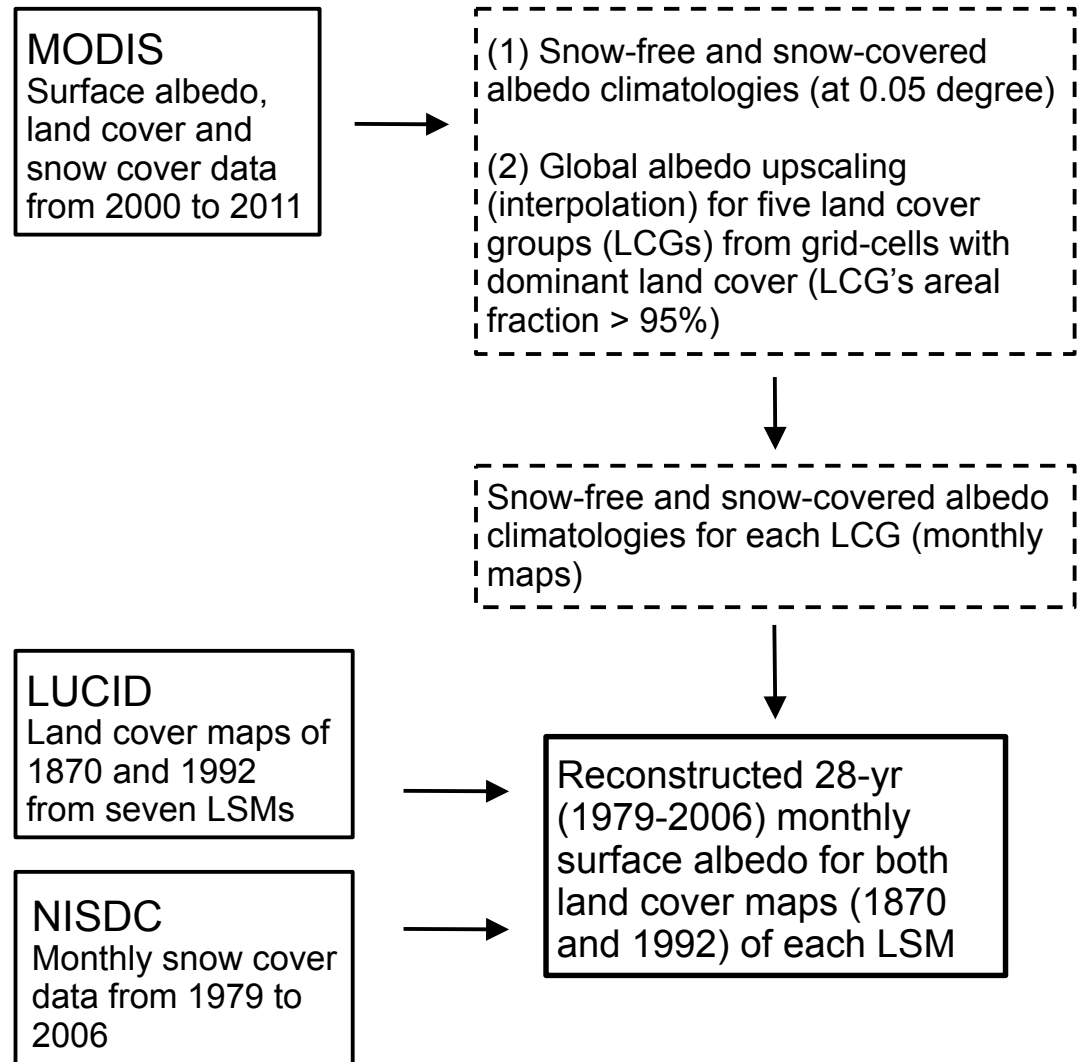 MODIS
Surface albedo,
land cover and
snow cover data
from 2000 to 2011
(1) Snow-free and snow-covered
albedo climatologies (at 0.05 degree)
(2) Global albedo upscaling
(interpolation) for five land cover
groups (LCGs) from grid-cells with
dominant land cover (LCG’s areal
fraction > 95%)
Snow-free and snow-covered albedo
climatologies for each LCG (monthly
maps)
LUCID
Land cover maps of
1870 and 1992
from seven LSMs
NISDC
Monthly snow cover
data from 1979 to
2006
Reconstructed 28-yr
(1979-2006) monthly
surface albedo for both
land cover maps (1870
and 1992) of each LSM